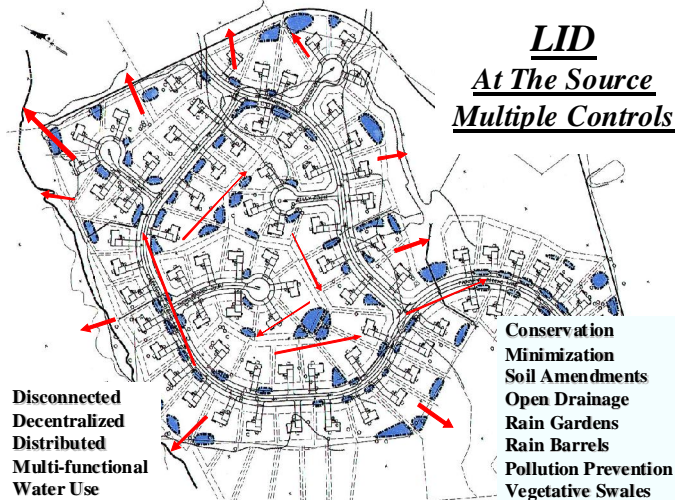 LID
At The Source
Multiple Controls
Disconnected
Decentralized
Distributed
Multi-functional
Water Use
Conservation
Minimization
Soil Amendments
Open Drainage
Rain Gardens
Rain Barrels
Pollution Prevention
Vegetative Swales